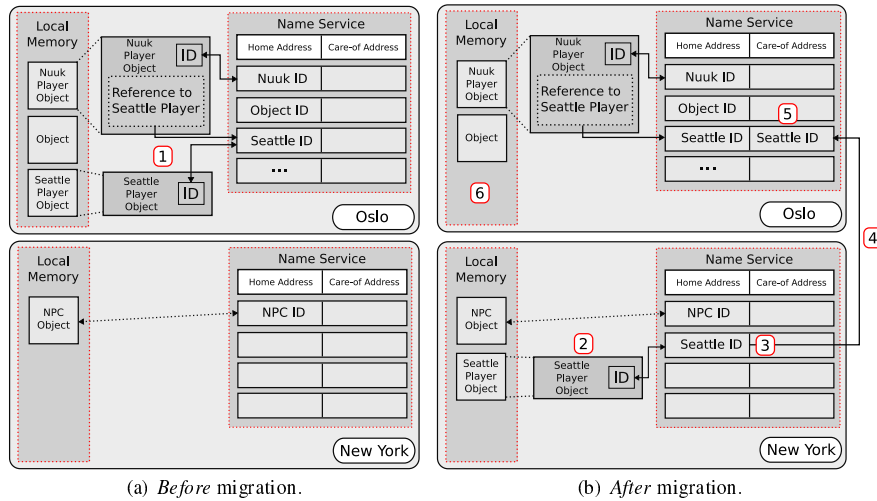 Local
Memory
Nuuk
Player
Object
Object
Seattle
Player
Object
Nuuk
Player
Object
ID
Reference to
Seattle Player
1
Seattle
Player
Object
ID
Name Service
Home Address Care-of Address
Nuuk ID
Object ID
Seattle ID
...
Oslo
Local
Memory
NPC
Object
Name Service
Home Address Care-of Address
NPC ID
New York
(a) Before migration.
Local
Memory
Nuuk
Player
Object
Object
6
Nuuk
Player
Object
ID
Reference to
Seattle Player
Name Service
Home Address Care-of Address
Nuuk ID
Object ID
5
Seattle ID Seattle ID
...
Oslo
4
Local
Memory
NPC
Object
Seattle
Player
Object
2
Seattle
Player
Object
ID
Name Service
Home Address Care-of Address
NPC ID
Seattle ID 3
New York
(b) After migration.